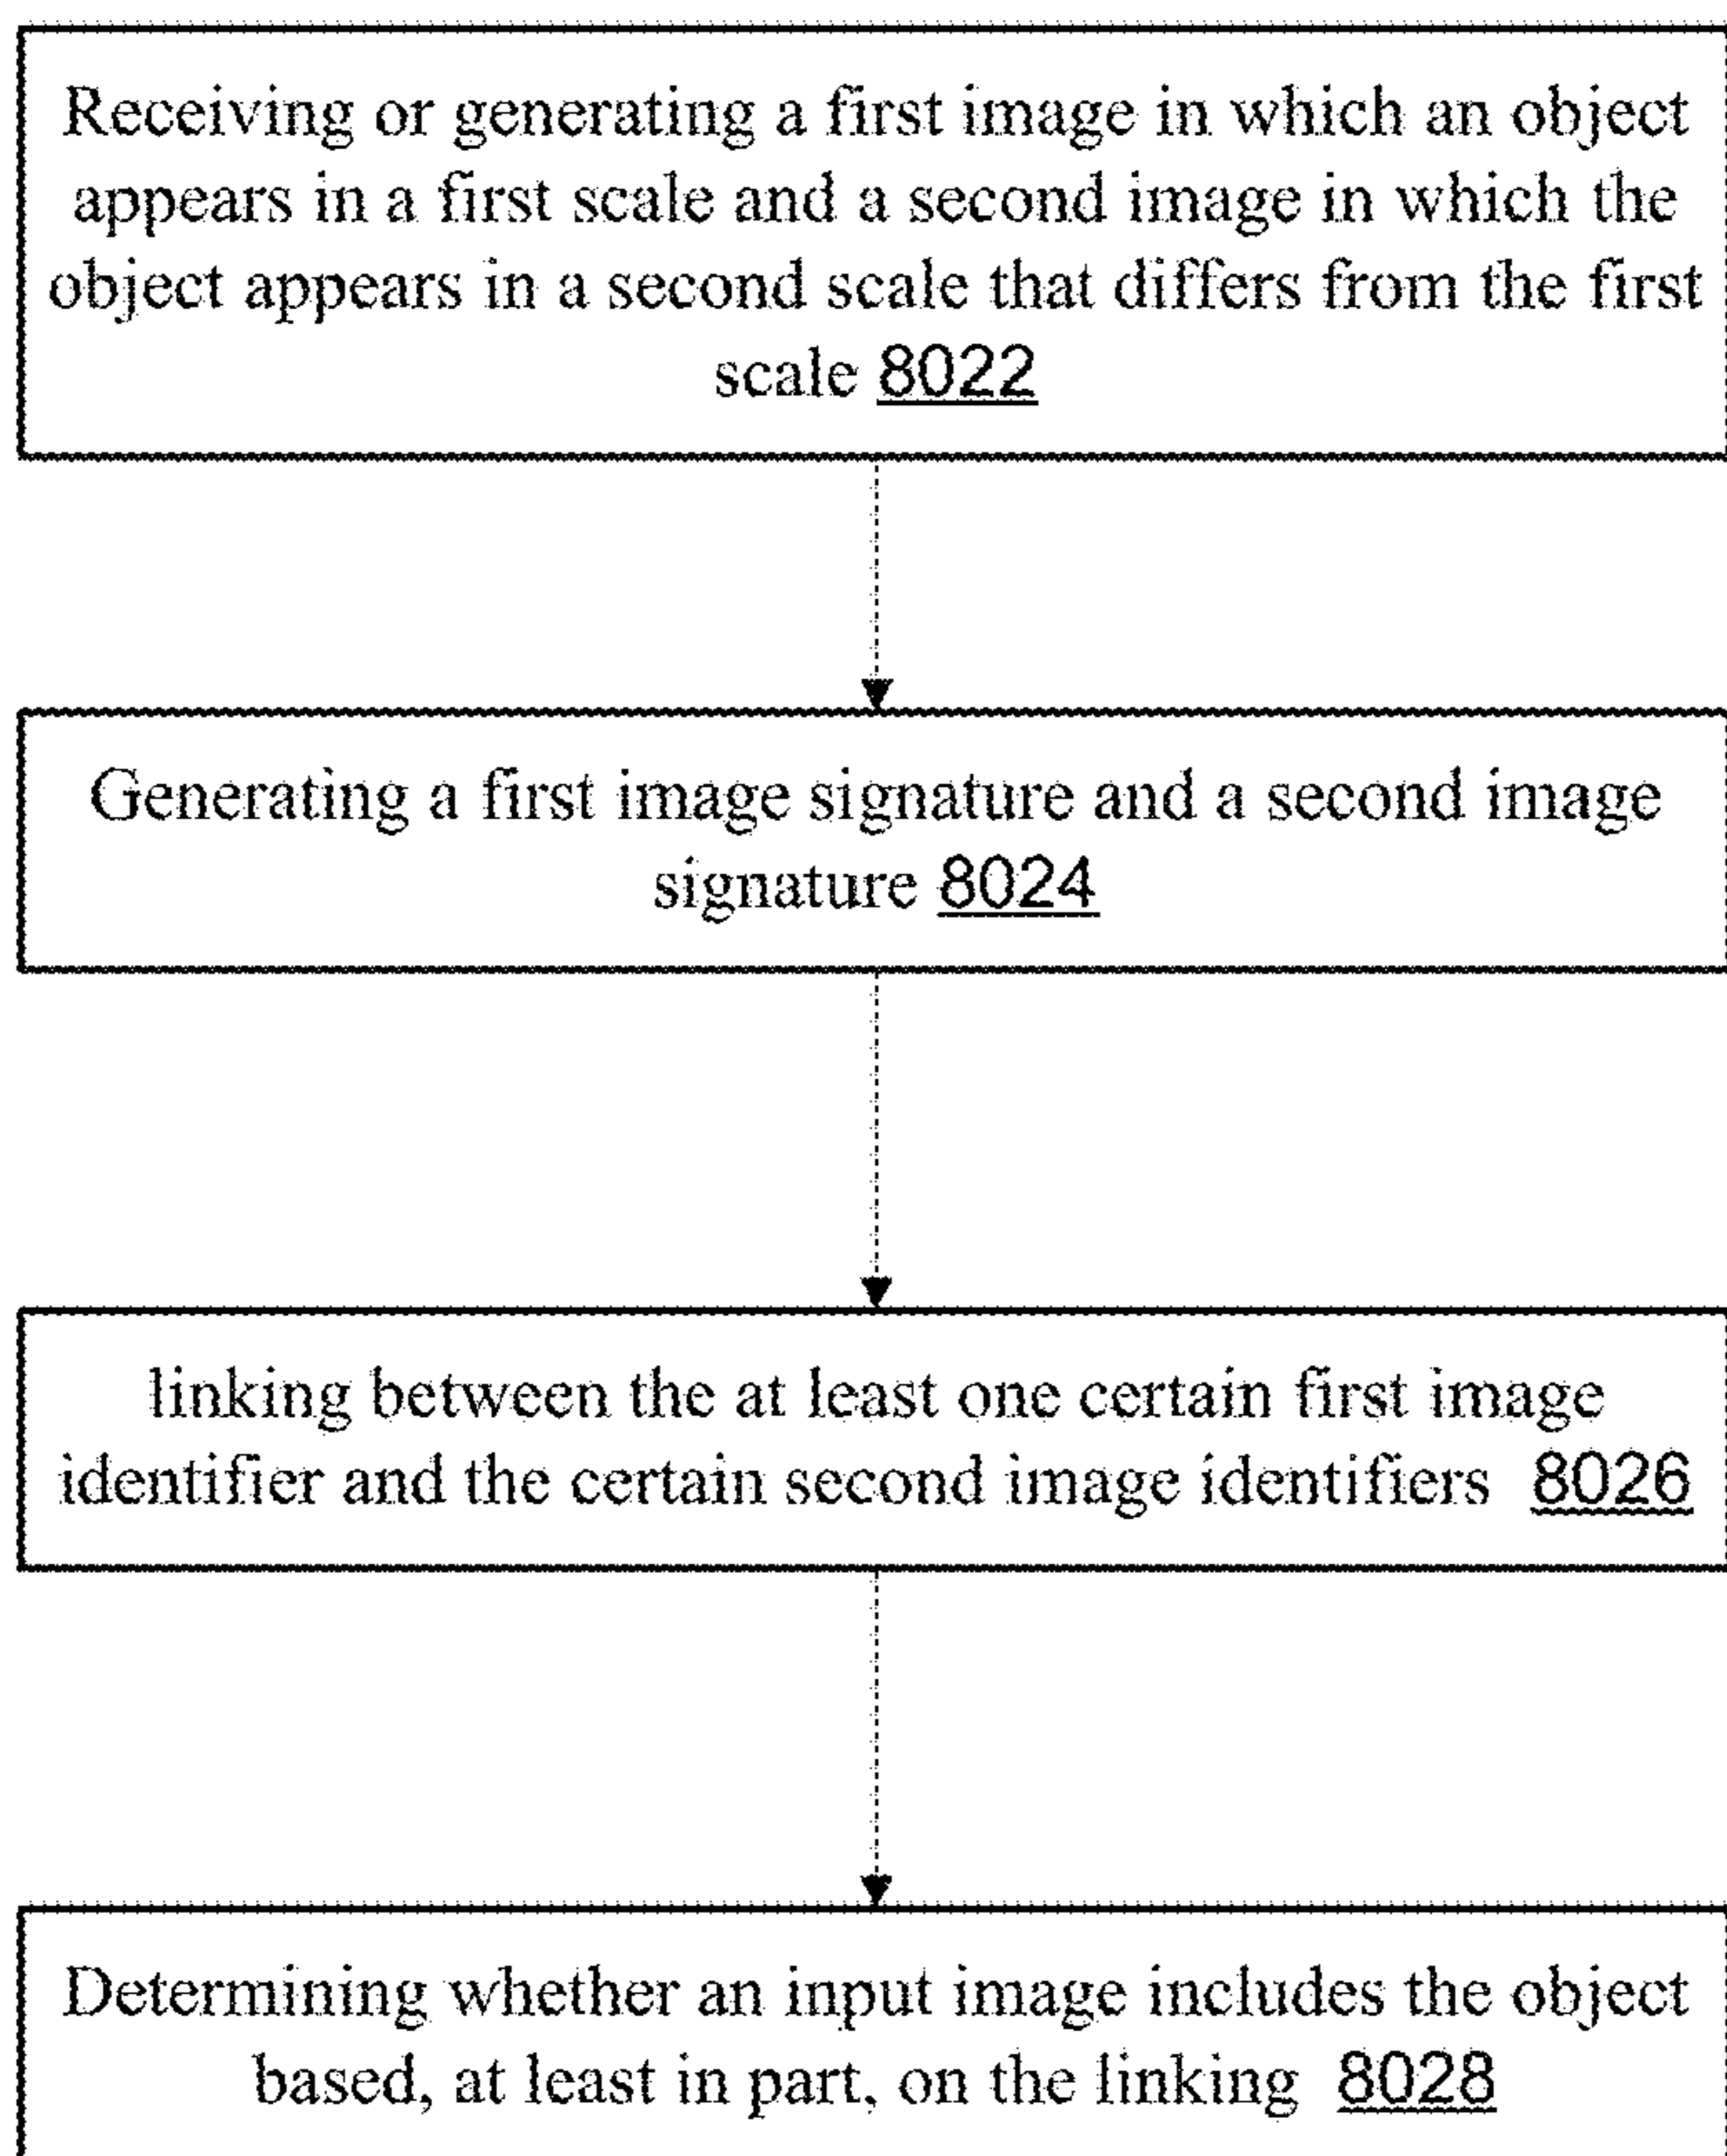 Receiving or generating a first image in which an object
appears in a first scale and a second image in which the
object appears in a second scale that differs from the first
scale 8022
Generating a first image signature and a second image
signature 8024
linking between the at least one certain first image
identifier and the certain second image identifiers 8026
Determining whether an input image includes the object
based, at least in part, on the linking 8028